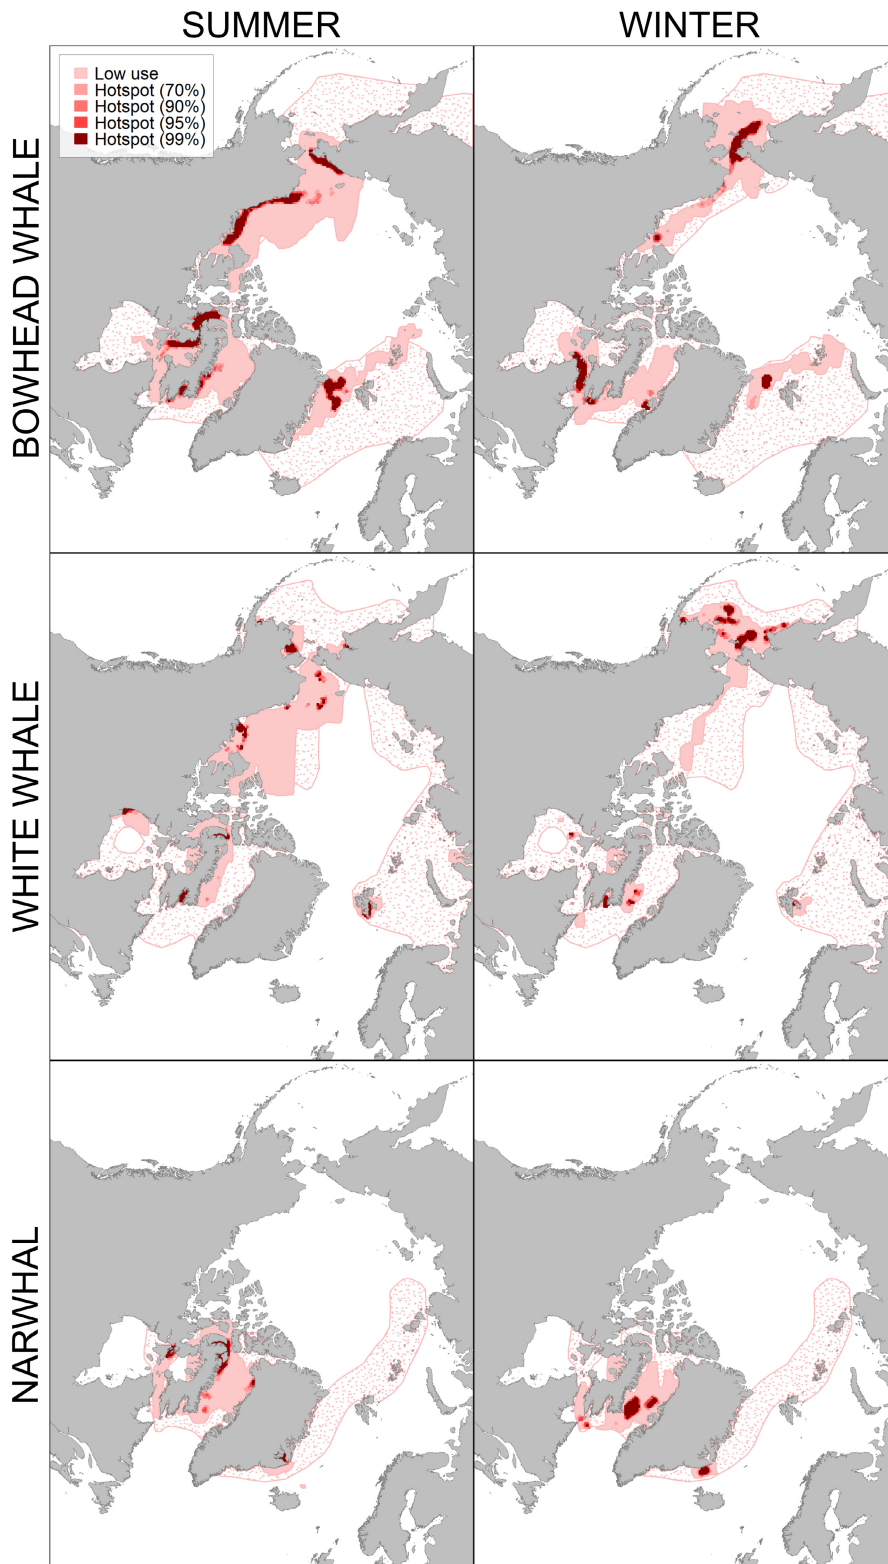 SUMMER
WINTER
Low use
Hotspot (70%)
Hotspot (90%)
Hotspot (95%)
Hotspot (99%)
BOWHEAD WHALE
WHITE WHALE
NARWHAL